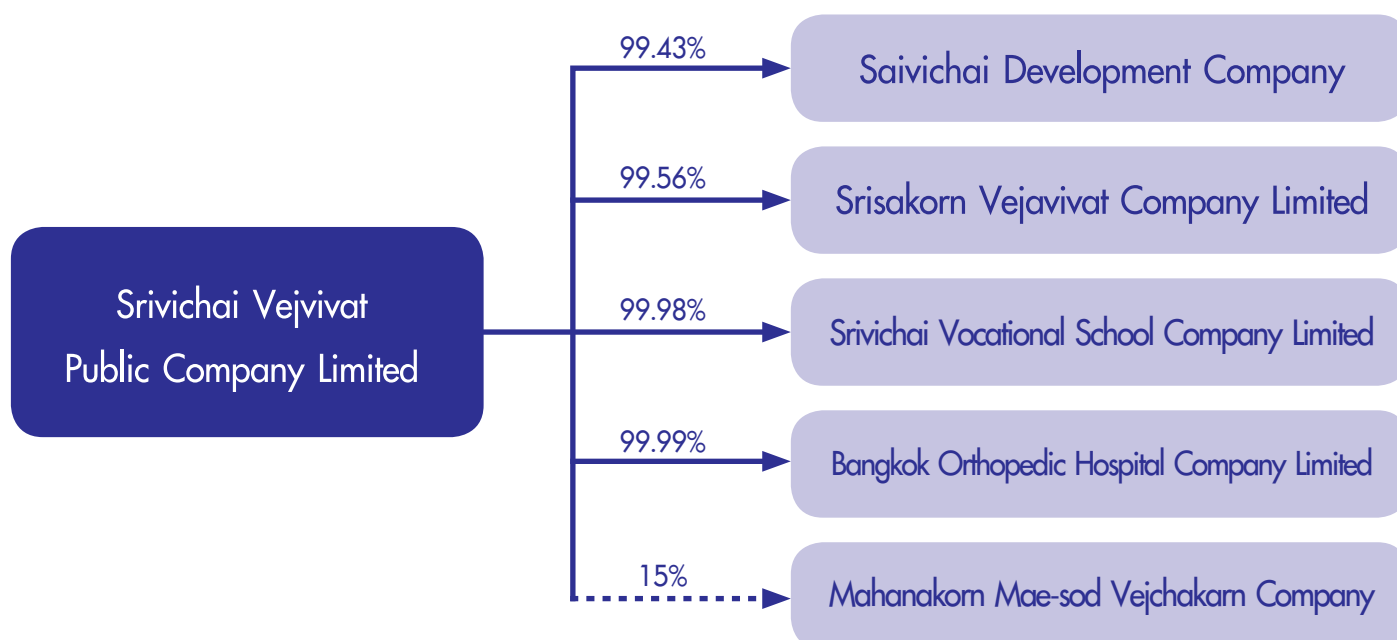 Srivichai Vejvivat
Public Company Limited
99.43%
Saivichai Development Company
99.56%
Srisakorn Vejavivat Company Limited
99.98%
Srivichai Vocational School Company Limited
99.99%
Bangkok Orthopedic Hospital Company Limited
15%
Mahanakorn Mae-sod Vejchakarn Company